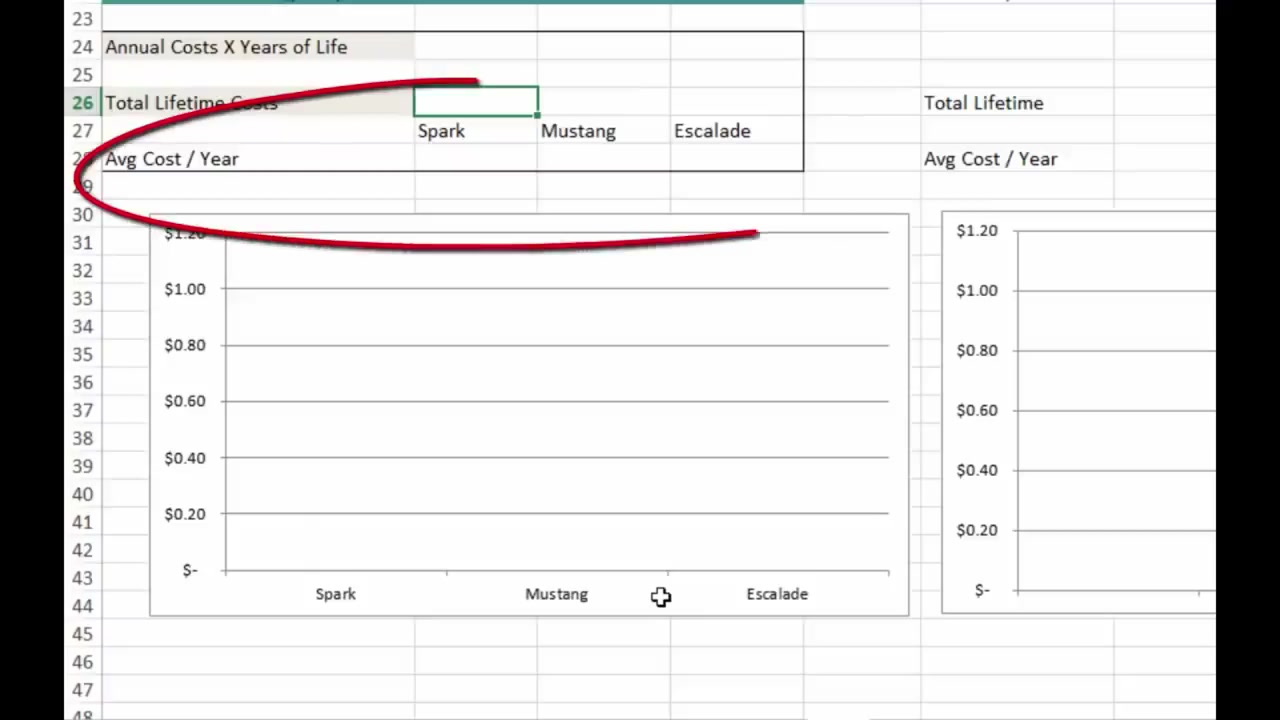 23
24 Annual Costs X Years of Life
25
26 Total Lifetime Costs Total Lifetime
27 Spark Mustang Escalade
28 Avg Cost / Year Avg Cost / Year
29
30
31 $1.20 $1.20
32
33 $1.00 $1.00
34
35 $0.80 $0.80
36
37 $0.60 $0.60
38
39 $0.40 $0.40
40
41 $0.20 $0.20
42
43 $- $-
44 Spark Mustang Escalade
45
46
47
48